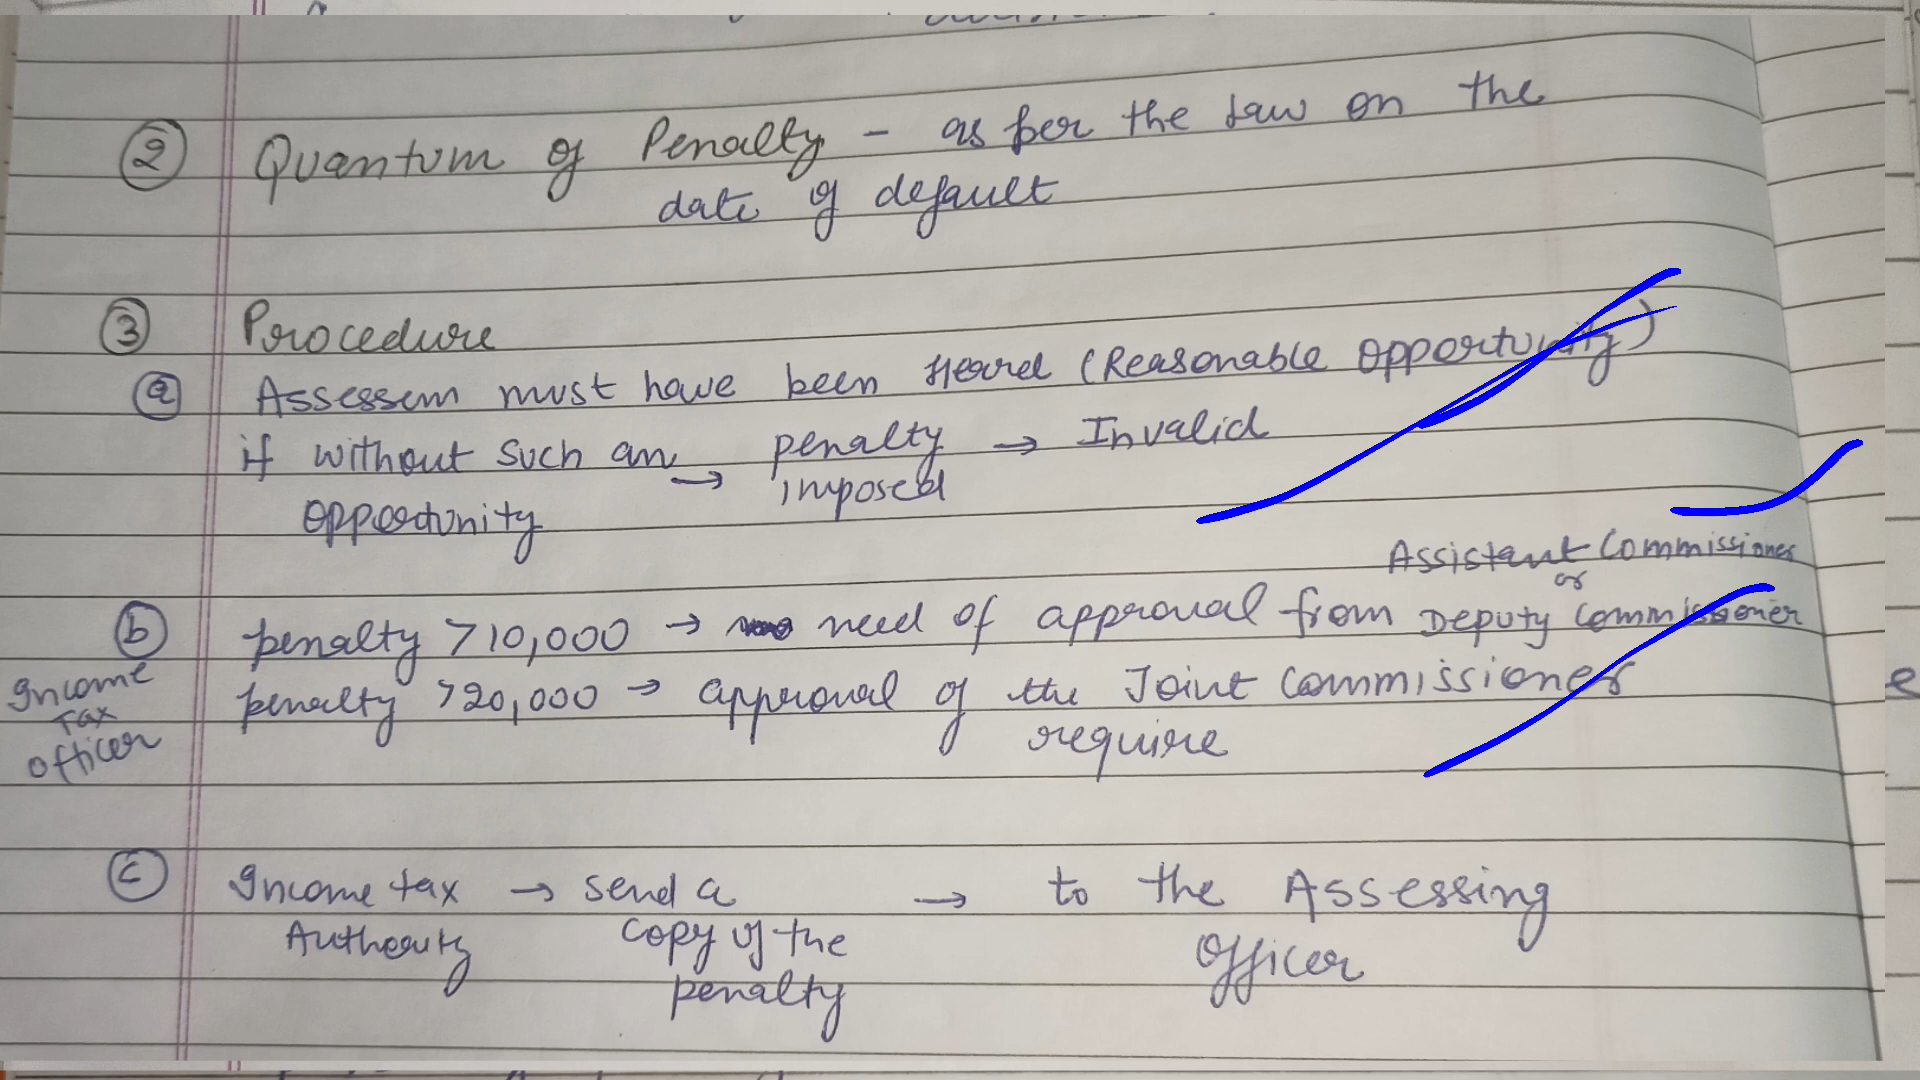 ② Quantum of Penalty - as per the Law on the
date of default
③ Procedure
ⓐ Assessem must have been Heard (Reasonable opportunity)
if without such an → penalty → Invalid
opportunity imposed
Assistant Commissioner
or
ⓑ penalty >10,000 → need of approval from Deputy Commissioner
Income penalty >20,000 → approval of the Joint Commissioner
Tax require
officer
ⓒ Income tax → send a → to the Assessing
Authority copy of the officer
penalty